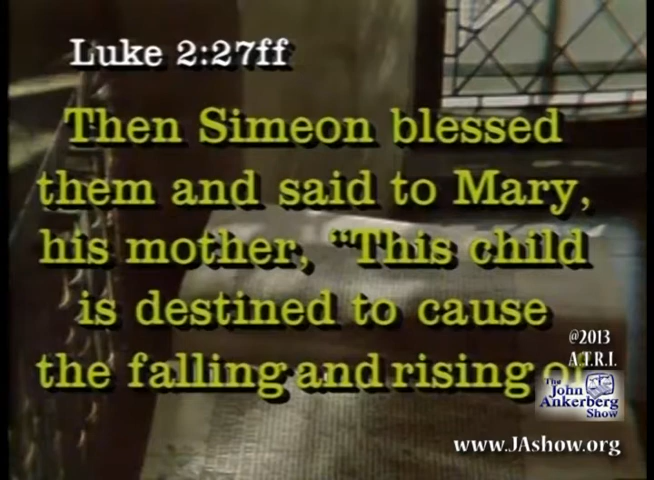 Luke 2:27ff
Then Simeon blessed
them and said to Mary,
his mother, “This child
is destined to cause
the falling and rising of
@2013
A.T.R.I.
The
John
Ankerberg
Show
www.JAshow.org